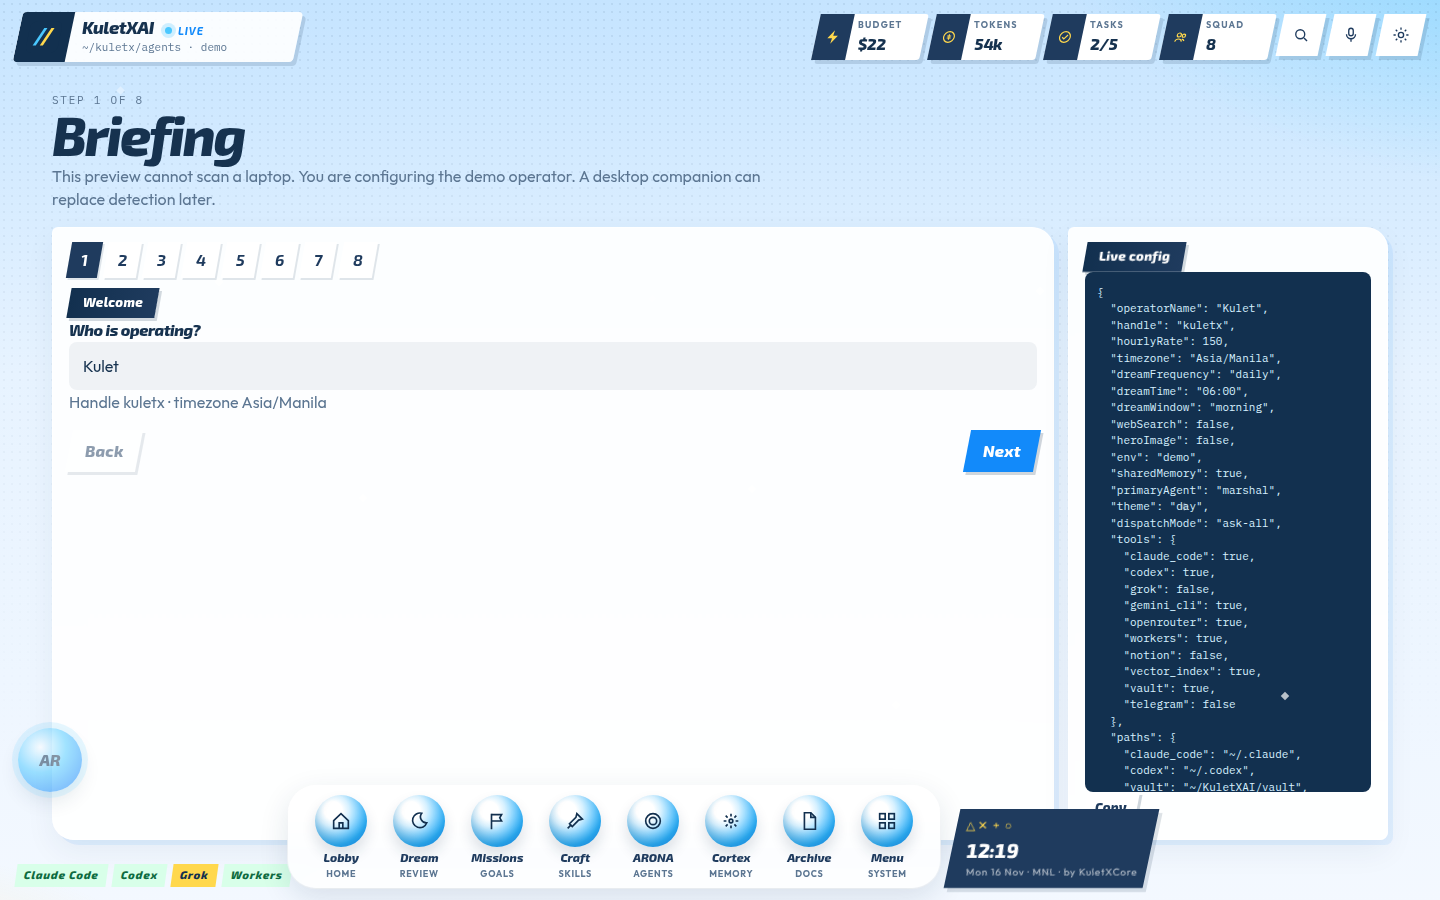 KuletXAI LIVE
~/kuletx/agents · demo
BUDGET
$22
TOKENS
54k
TASKS
2/5
SQUAD
8
STEP 1 OF 8
Briefing
This preview cannot scan a laptop. You are configuring the demo operator. A desktop companion can
replace detection later.
1 2 3 4 5 6 7 8
Welcome
Who is operating?
Kulet
Handle kuletx · timezone Asia/Manila
Back
Next
Live config
{
"operatorName": "Kulet",
"handle": "kuletx",
"hourlyRate": 150,
"timezone": "Asia/Manila",
"dreamFrequency": "daily",
"dreamTime": "06:00",
"dreamWindow": "morning",
"webSearch": false,
"heroImage": false,
"env": "demo",
"sharedMemory": true,
"primaryAgent": "marshal",
"theme": "day",
"dispatchMode": "ask-all",
"tools": {
"claude_code": true,
"codex": true,
"grok": false,
"gemini_cli": true,
"openrouter": true,
"workers": true,
"notion": false,
"vector_index": true,
"vault": true,
"telegram": false
},
"paths": {
"claude_code": "~/.claude",
"codex": "~/.codex",
"vault": "~/KuletXAI/vault",
Copy
AR
Claude Code
Codex
Grok
Workers
Lobby
HOME
Dream
REVIEW
Missions
GOALS
Craft
SKILLS
ARONA
AGENTS
Cortex
MEMORY
Archive
DOCS
Menu
SYSTEM
12:19
Mon 16 Nov · MNL · by KuletXCore